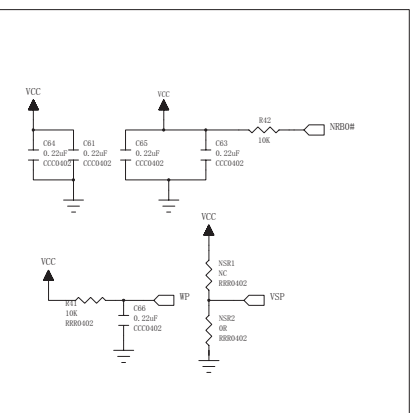 VCC
VCC
C64
0.22uF
CCC0402
C61
0.22uF
CCC0402
C65
0.22uF
CCC0402
C63
0.22uF
CCC0402
R42
10K
NRB0#
VCC
R41
10K
RRR0402
C66
0.22uF
CCC0402
WP
VCC
NSR1
NC
RRR0402
VSP
NSR2
0R
RRR0402